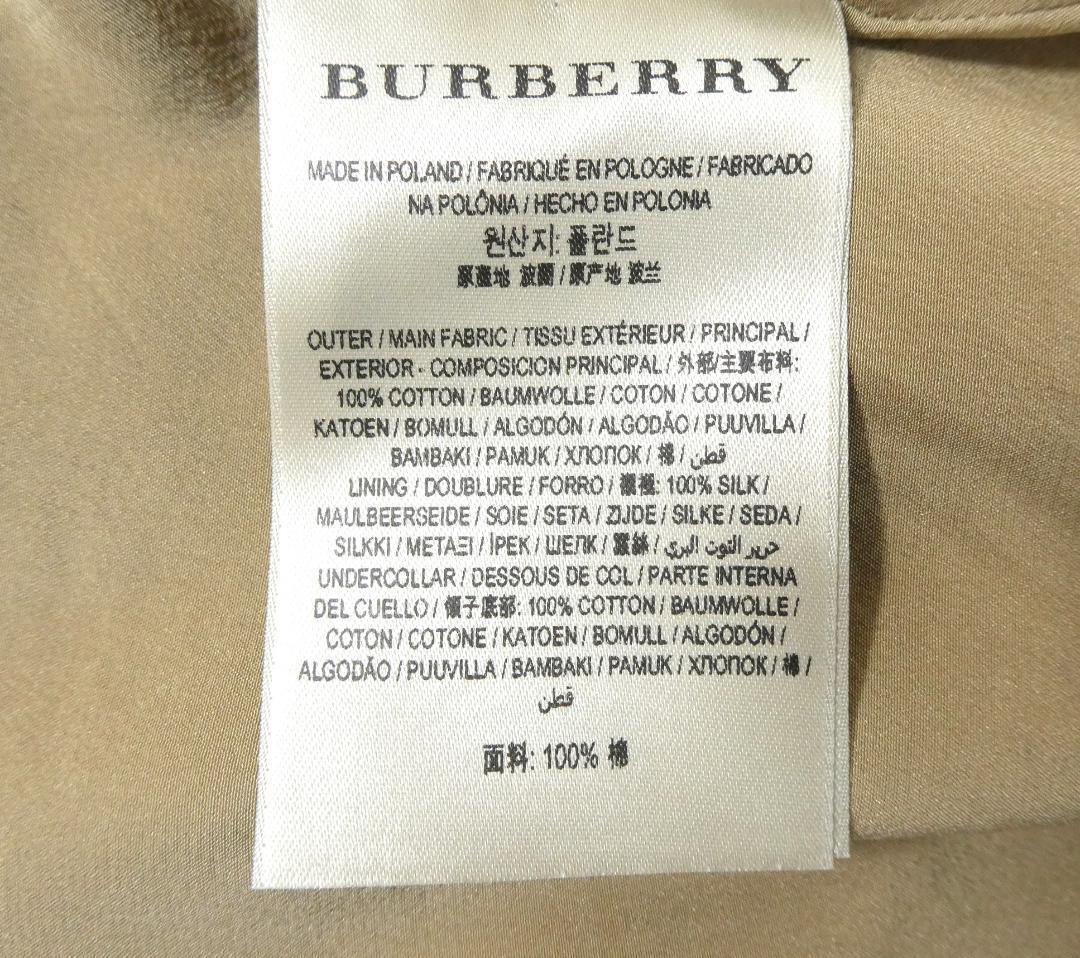 BURBERRY
MADE IN POLAND / FABRIQUÉ EN POLOGNE / FABRICADO
NA POLÔNIA / HECHO EN POLONIA
원산지: 폴란드
原產地 波蘭 / 原产地 波兰
OUTER / MAIN FABRIC / TISSU EXTÉRIEUR / PRINCIPAL /
EXTERIOR - COMPOSICION PRINCIPAL / 外部/主要布料:
100% COTTON / BAUMWOLLE / COTON / COTONE /
KATOEN / BOMULL / ALGODÓN / ALGODÃO / PUUVILLA /
BAMBAKI / PAMUK / ХЛОПОК / 棉 / قطن
LINING / DOUBLURE / FORRO / 襯裡: 100% SILK /
MAULBEERSEIDE / SOIE / SETA / ZIJDE / SILKE / SEDA /
SILKKI / ΜΕΤΑΞΙ / İPEK / ШЕЛК / 蠶絲 / حرير التوت البري
UNDERCOLLAR / DESSOUS DE COL / PARTE INTERNA
DEL CUELLO / 領子底部: 100% COTTON / BAUMWOLLE /
COTON / COTONE / KATOEN / BOMULL / ALGODÓN /
ALGODÃO / PUUVILLA / BAMBAKI / PAMUK / ХЛОПОК / 棉 /
قطن
面料: 100% 棉